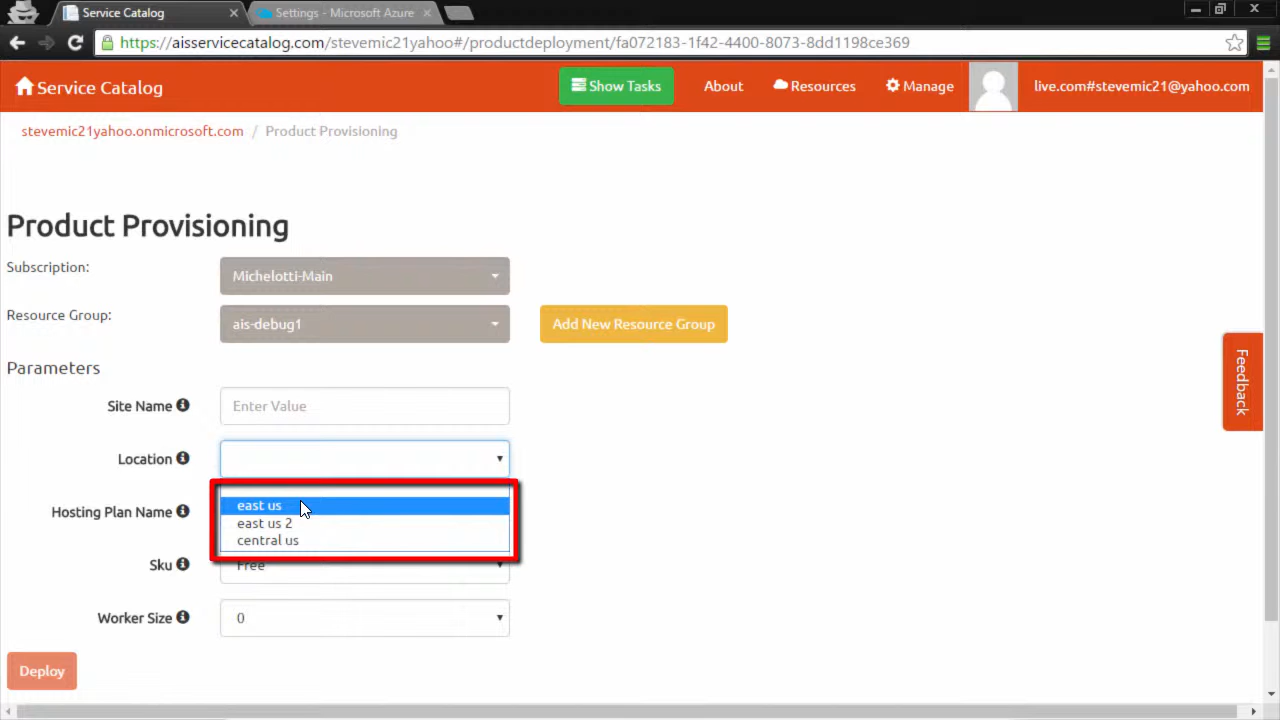 Service Catalog
Settings - Microsoft Azure
https://aisservicecatalog.com/stevemic21yahoo#/productdeployment/fa072183-1f42-4400-8073-8dd1198ce369
Service Catalog
Show Tasks
About
Resources
Manage
live.com#stevemic21@yahoo.com
stevemic21yahoo.onmicrosoft.com / Product Provisioning
Product Provisioning
Subscription:
Michelotti-Main
Resource Group:
ais-debug1
Add New Resource Group
Parameters
Site Name
Enter Value
Location
east us
east us 2
central us
Hosting Plan Name
Sku
Free
Worker Size
0
Deploy
Feedback